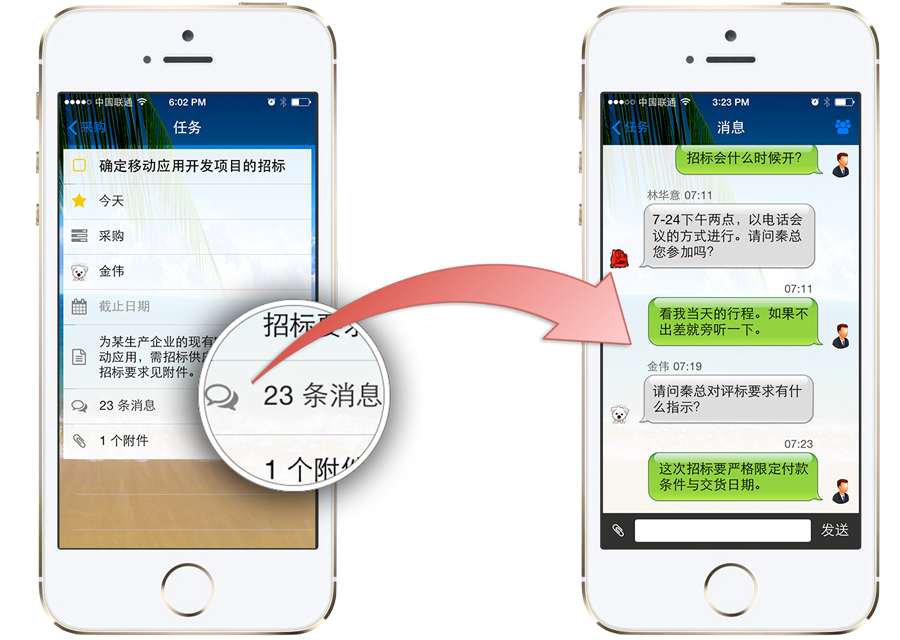 中国联通 6:02 PM
采购 任务
确定移动应用开发项目的招标
今天
采购
金伟
截止日期
为某生产企业的现有
动应用，需招标供应
招标要求见附件。
23 条消息
1 个附件
招标要求
23 条消息
1 个附件
中国联通 3:23 PM
任务 消息
招标会什么时候开？
林华意 07:11
7-24下午两点，以电话会
议的方式进行。请问秦总
您参加吗？
07:11
看我当天的行程。如果不
出差就旁听一下。
金伟 07:19
请问秦总对评标要求有什
么指示？
07:23
这次招标要严格限定付款
条件与交货日期。
发送